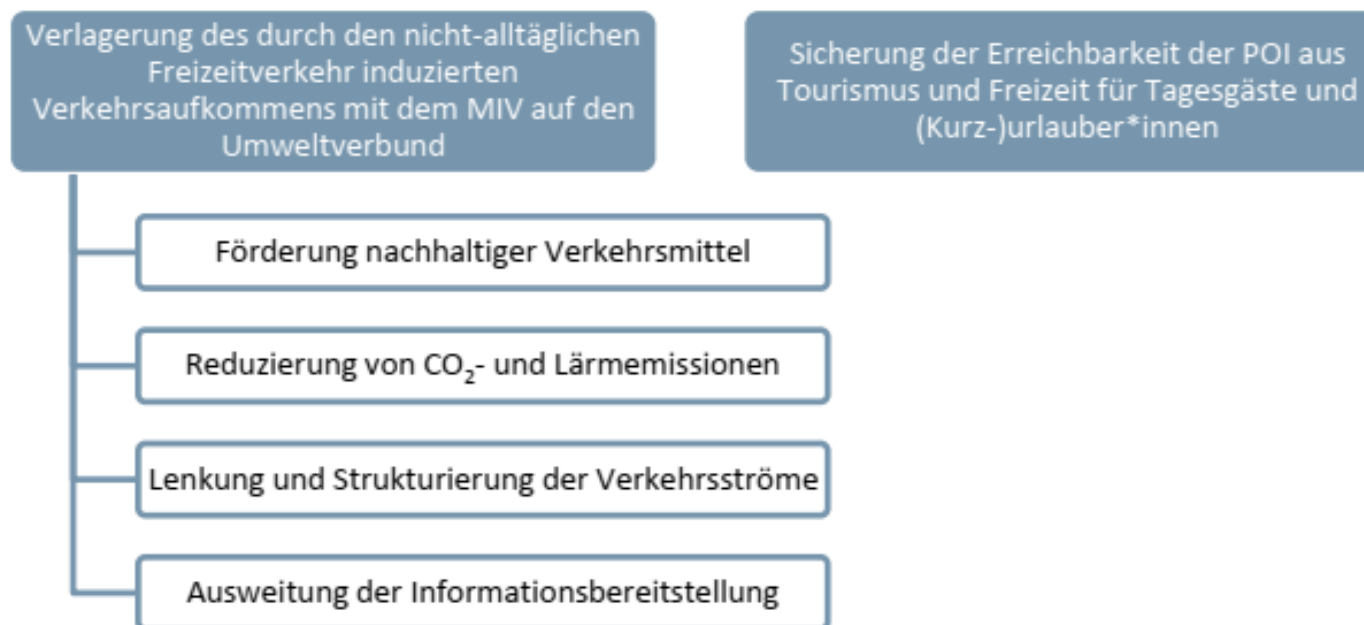 Verlagerung des durch den nicht-alltäglichen
Freizeitverkehr induzierten
Verkehrsaufkommens mit dem MIV auf den
Umweltverbund
Sicherung der Erreichbarkeit der POI aus
Tourismus und Freizeit für Tagesgäste und
(Kurz-)urlauber*innen
Förderung nachhaltiger Verkehrsmittel
Reduzierung von CO₂- und Lärmemissionen
Lenkung und Strukturierung der Verkehrsströme
Ausweitung der Informationsbereitstellung